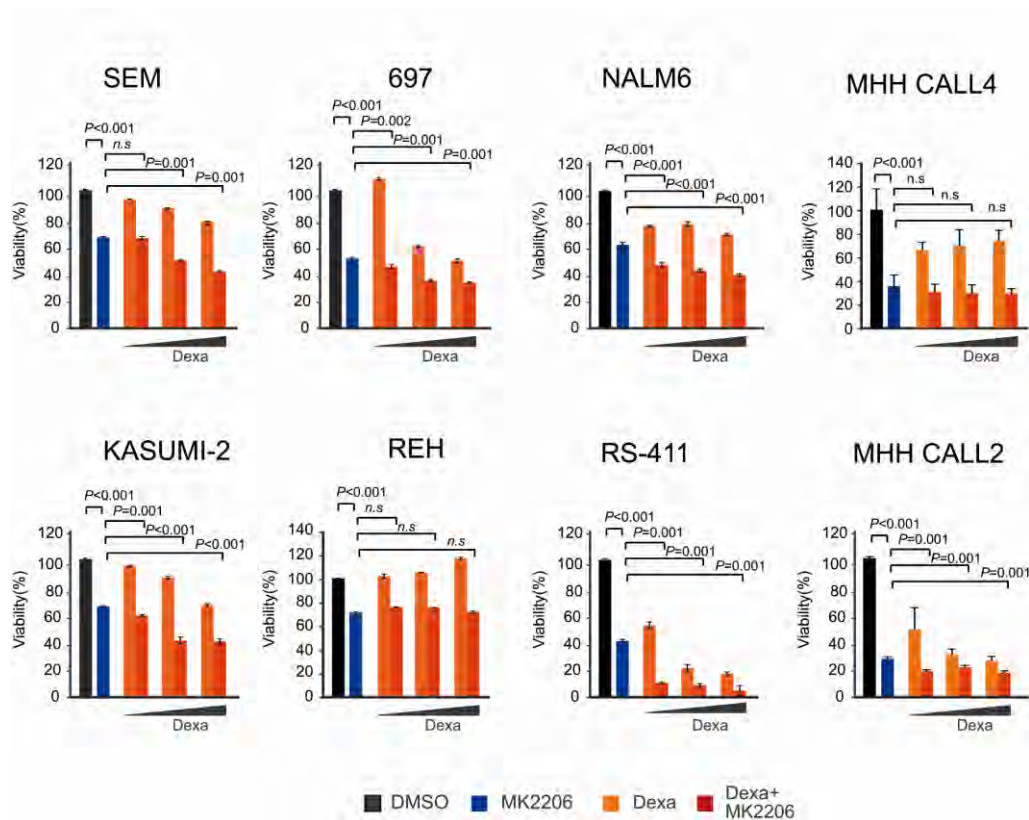 SEM
P<0.001
n.s
P=0.001
P=0.001
120
100
80
60
40
20
0
Viability(%)
Dexa
697
P<0.001
P=0.002
P=0.001
P=0.001
120
100
80
60
40
20
0
Viability(%)
Dexa
NALM6
P<0.001
P<0.001
P<0.001
P<0.001
120
100
80
60
40
20
0
Viability(%)
Dexa
MHH CALL4
P<0.001
n.s
n.s
n.s
140
120
100
80
60
40
20
0
Viability(%)
Dexa
KASUMI-2
P<0.001
P=0.001
P<0.001
P<0.001
120
100
80
60
40
20
0
Viability(%)
Dexa
REH
P<0.001
n.s
n.s
n.s
140
120
100
80
60
40
20
0
Viability(%)
Dexa
RS-411
P<0.001
P=0.001
P=0.001
P=0.001
120
100
80
60
40
20
0
Viability(%)
Dexa
MHH CALL2
P<0.001
P=0.001
P=0.001
P=0.001
120
100
80
60
40
20
0
Viability(%)
Dexa
DMSO
MK2206
Dexa
Dexa+
MK2206